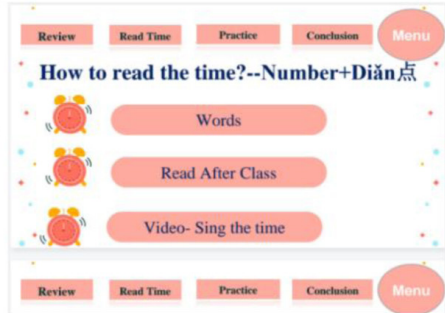 Review Read Time Practice Conclusion Menu
How to read the time?--Number+Diǎn点
Words
Read After Class
Video- Sing the time
Review Read Time Practice Conclusion Menu